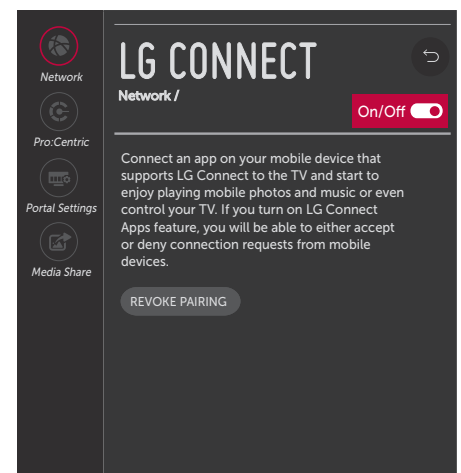 Network
Pro:Centric
Portal Settings
Media Share
LG CONNECT
Network /
On/Off
Connect an app on your mobile device that
supports LG Connect to the TV and start to
enjoy playing mobile photos and music or even
control your TV. If you turn on LG Connect
Apps feature, you will be able to either accept
or deny connection requests from mobile
devices.
REVOKE PAIRING